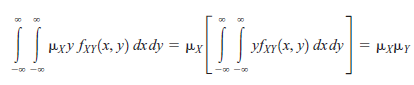 ∫_{-∞}^{∞} ∫_{-∞}^{∞} μ_X y f_{XY}(x, y) dx dy = μ_X [ ∫_{-∞}^{∞} ∫_{-∞}^{∞} y f_{XY}(x, y) dx dy ] = μ_X μ_Y